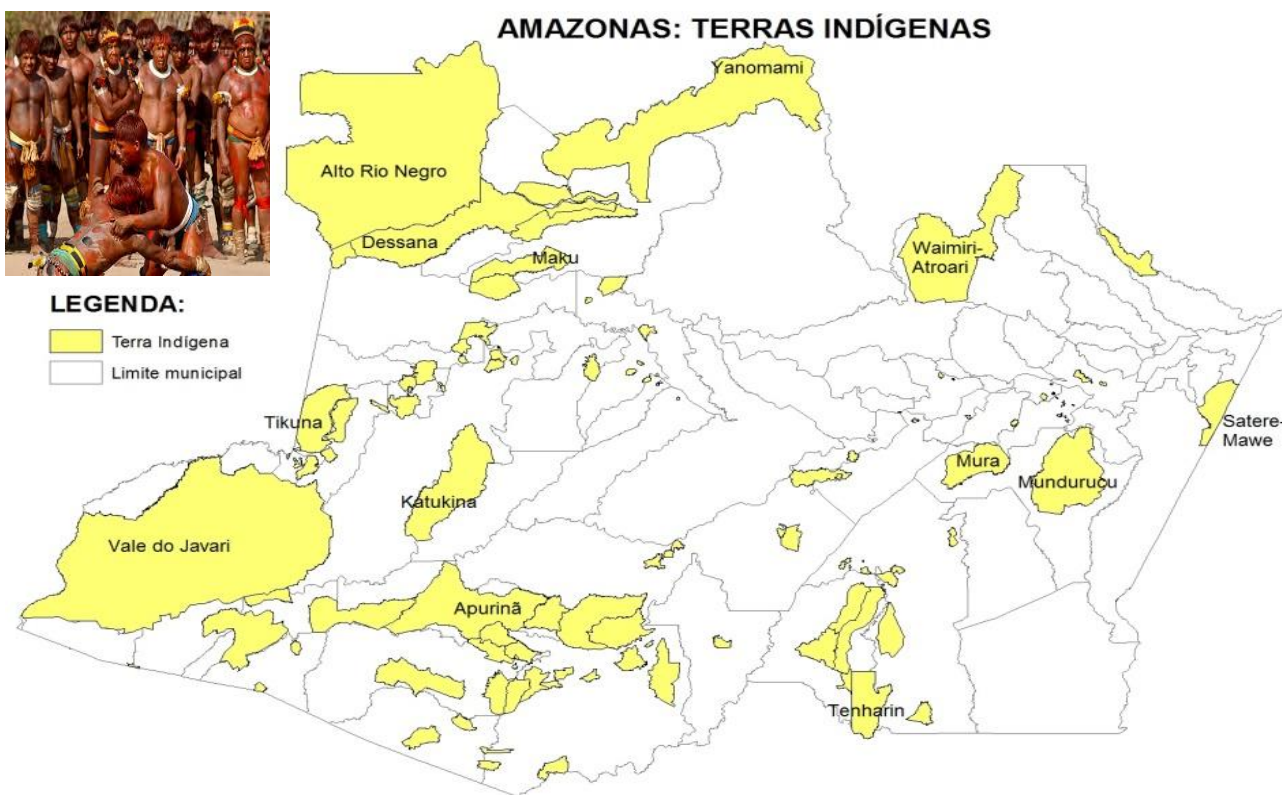 AMAZONAS: TERRAS INDÍGENAS
Yanomami
Alto Rio Negro
Dessana
Maku
Waimiri-
Atroari
LEGENDA:
Terra Indígena
Limite municipal
Tikuna
Satere-
Mawe
Mura
Munduruçu
Katukina
Vale do Javari
Apurinã
Tenharin